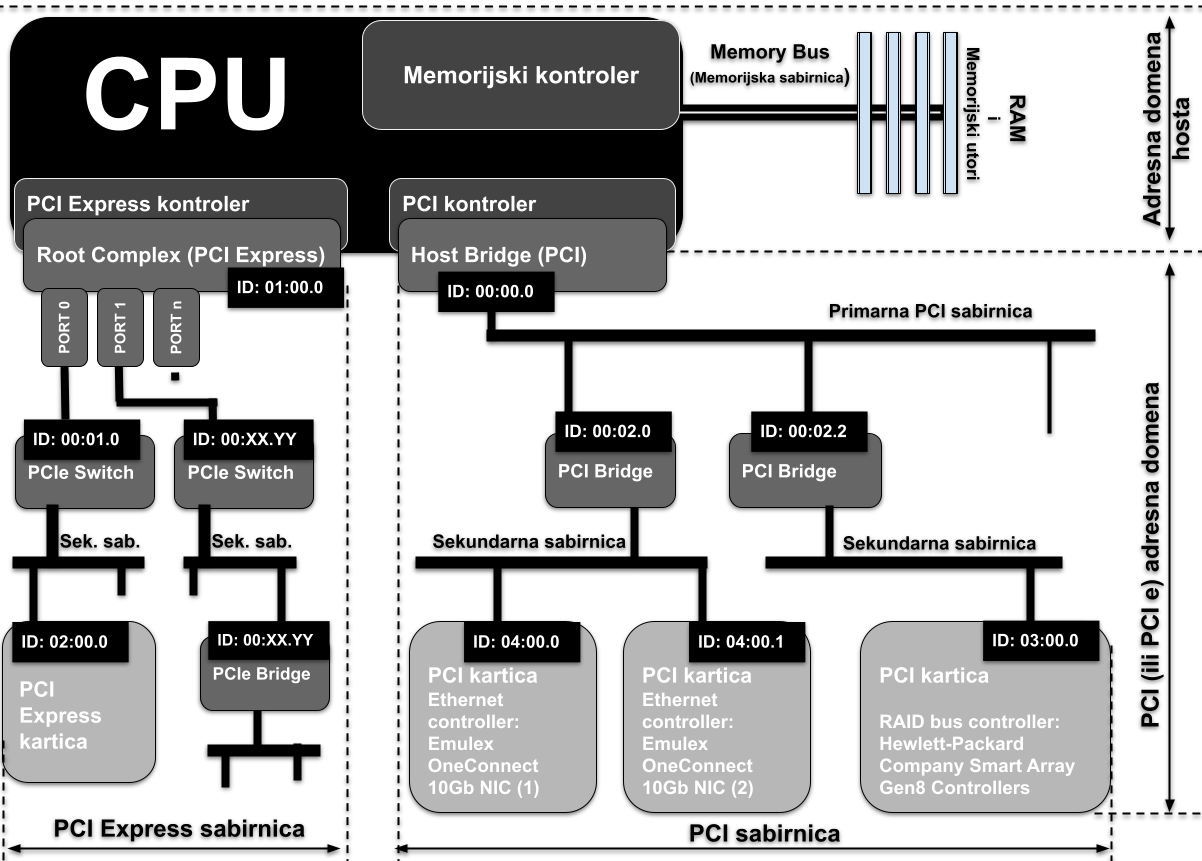 CPU
Memorijski kontroler
Memory Bus
(Memorijska sabirnica)
Memorijski utori
i
RAM
Adresna domena
hosta
PCI Express kontroler
Root Complex (PCI Express)
ID: 01:00.0
PCI kontroler
Host Bridge (PCI)
ID: 00:00.0
PORT 0
PORT 1
PORT n
Primarna PCI sabirnica
ID: 00:01.0
PCIe Switch
ID: 00:XX.YY
PCIe Switch
ID: 00:02.0
PCI Bridge
ID: 00:02.2
PCI Bridge
Sek. sab.
Sek. sab.
Sekundarna sabirnica
Sekundarna sabirnica
ID: 02:00.0
PCI
Express
kartica
ID: 00:XX.YY
PCIe Bridge
ID: 04:00.0
PCI kartica
Ethernet
controller:
Emulex
OneConnect
10Gb NIC (1)
ID: 04:00.1
PCI kartica
Ethernet
controller:
Emulex
OneConnect
10Gb NIC (2)
ID: 03:00.0
PCI kartica
RAID bus controller:
Hewlett-Packard
Company Smart Array
Gen8 Controllers
PCI (ili PCI e) adresna domena
PCI Express sabirnica
PCI sabirnica